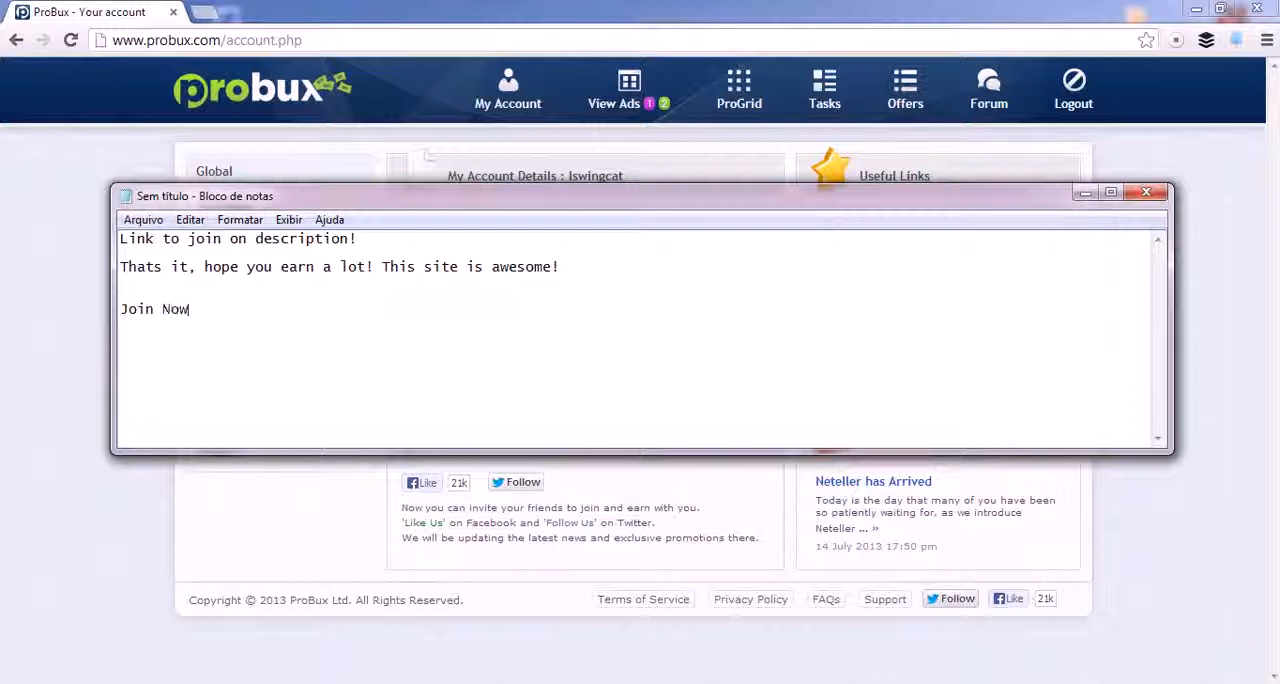 ProBux - Your account
www.probux.com/account.php
probux
My Account
View Ads 1 2
ProGrid
Tasks
Offers
Forum
Logout
Global
My Account Details : lswingcat
Useful Links
Sem título - Bloco de notas
Arquivo Editar Formatar Exibir Ajuda
Link to join on description!
Thats it, hope you earn a lot! This site is awesome!
Join Now
Like 21k Follow
Now you can invite your friends to join and earn with you.
'Like Us' on Facebook and 'Follow Us' on Twitter.
We will be updating the latest news and exclusive promotions there.
Neteller has Arrived
Today is the day that many of you have been
so patiently waiting for, as we introduce
Neteller ... »
14 July 2013 17:50 pm
Copyright © 2013 ProBux Ltd. All Rights Reserved.
Terms of Service
Privacy Policy
FAQs
Support
Follow
Like 21k